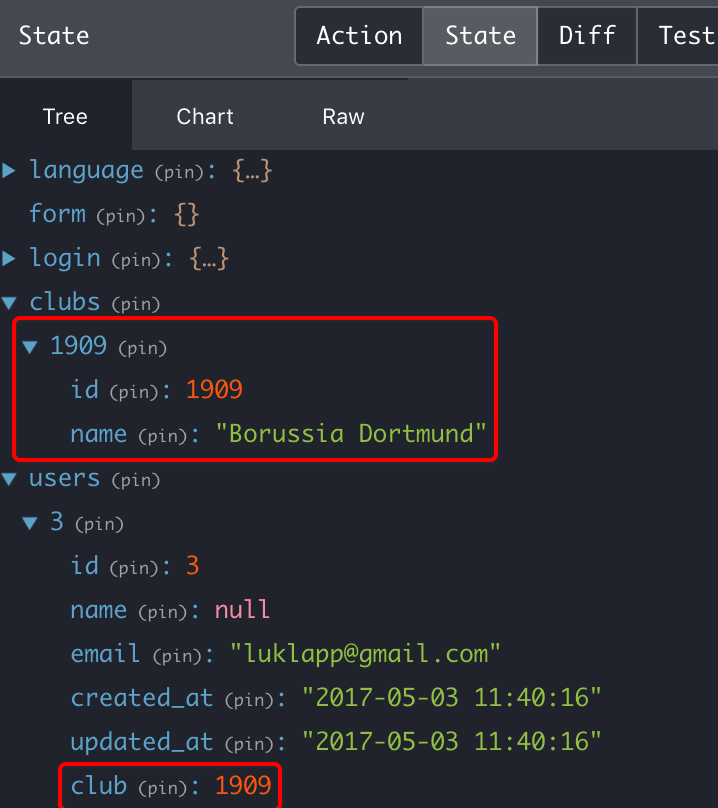 State Action State Diff Test
Tree Chart Raw
language (pin): {…}
form (pin): {}
login (pin): {…}
clubs (pin)
1909 (pin)
id (pin): 1909
name (pin): "Borussia Dortmund"
users (pin)
3 (pin)
id (pin): 3
name (pin): null
email (pin): "luklapp@gmail.com"
created_at (pin): "2017-05-03 11:40:16"
updated_at (pin): "2017-05-03 11:40:16"
club (pin): 1909